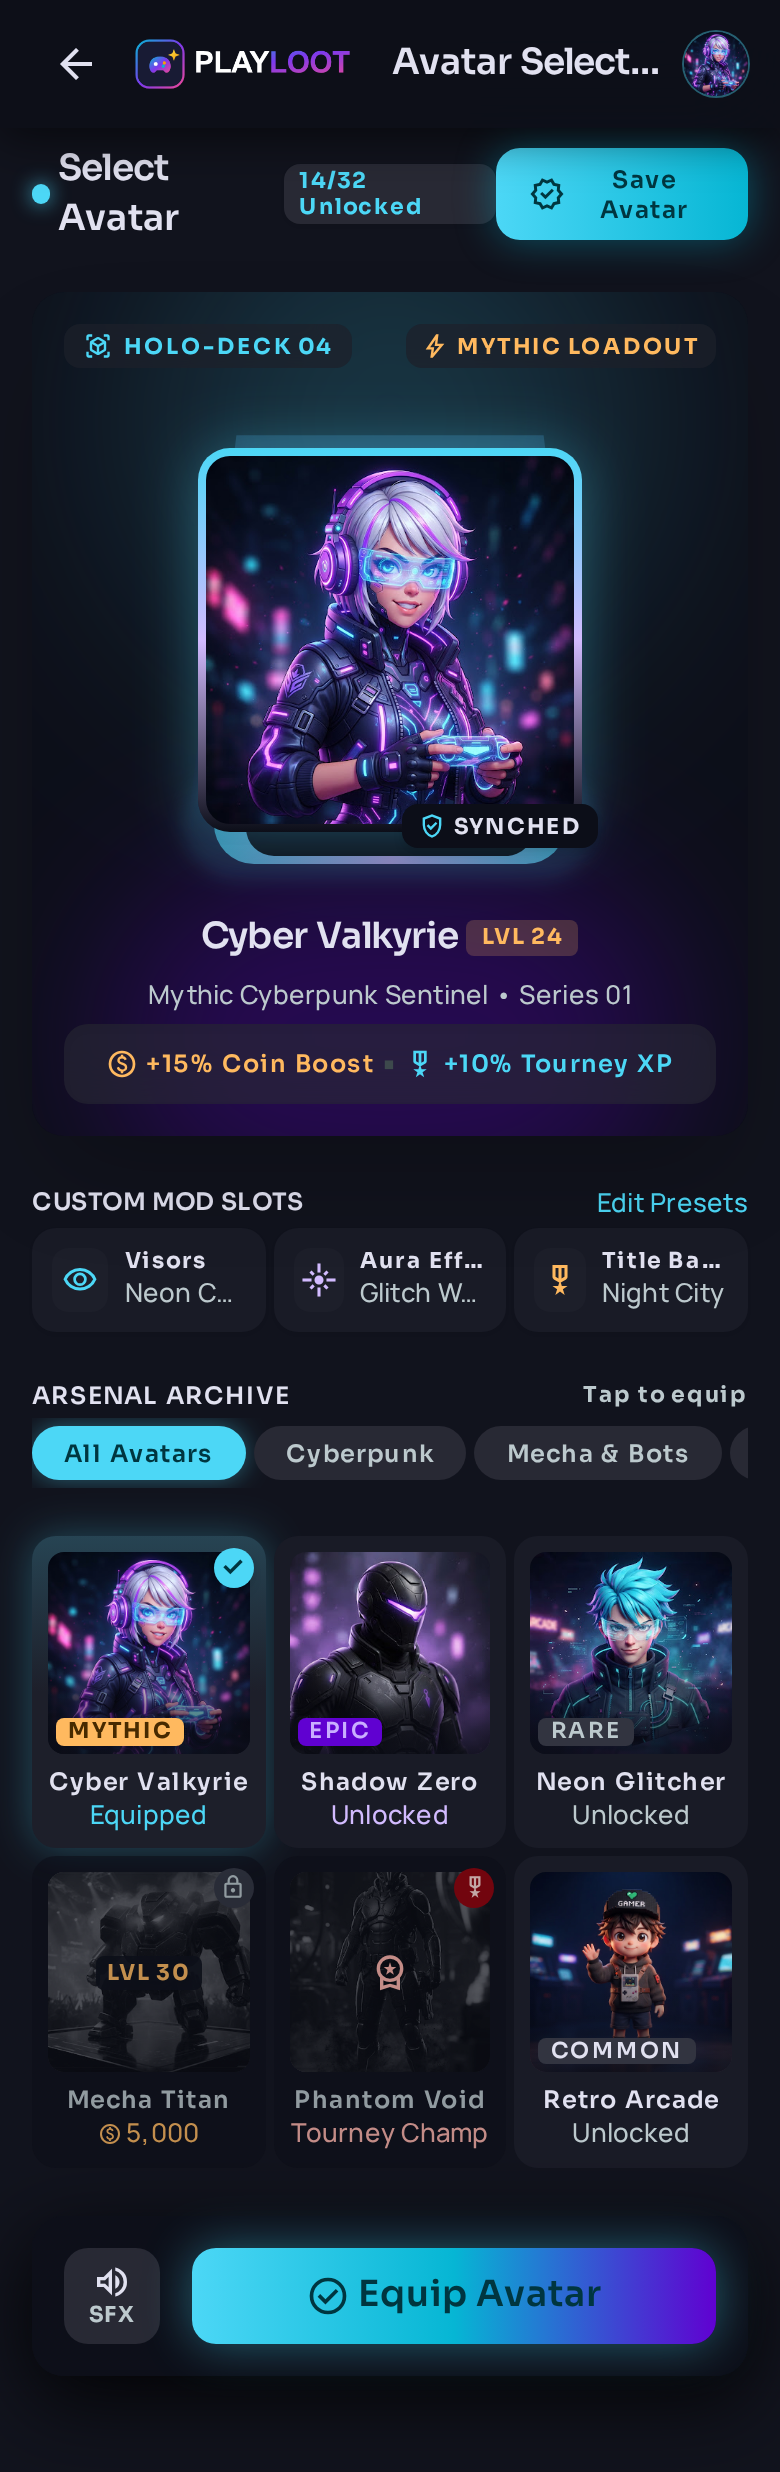 PLAYLOOT
Avatar Select...
Select
Avatar
14/32
Unlocked
Save
Avatar
HOLO-DECK 04
MYTHIC LOADOUT
SYNCHED
Cyber Valkyrie
LVL 24
Mythic Cyberpunk Sentinel • Series 01
+15% Coin Boost
+10% Tourney XP
CUSTOM MOD SLOTS
Edit Presets
Visors
Neon C...
Aura Eff...
Glitch W...
Title Ba...
Night City
ARSENAL ARCHIVE
Tap to equip
All Avatars
Cyberpunk
Mecha & Bots
MYTHIC
Cyber Valkyrie
Equipped
EPIC
Shadow Zero
Unlocked
RARE
Neon Glitcher
Unlocked
LVL 30
Mecha Titan
5,000
Phantom Void
Tourney Champ
GAMER
COMMON
Retro Arcade
Unlocked
SFX
Equip Avatar